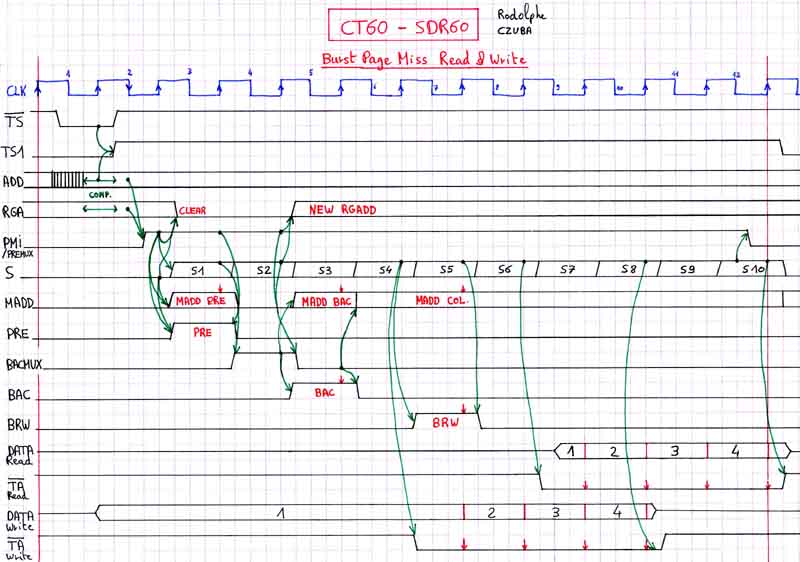 CT60 - SDR60
Rodolphe
CZUBA
Burst Page Miss Read & Write
CLK 1 2 3 4 5 6 7 8 9 10 11 12
TS
TS1
ADD
COMP.
RGA CLEAR NEW RGADD
PMi
/PREMUX
S S1 S2 S3 S4 S5 S6 S7 S8 S9 S10
MADD MADD PRE MADD BAC MADD COL.
PRE PRE
BACMUX
BAC BAC
BRW BRW
DATA 1 2 3 4
Read
TA
Read
DATA 1 2 3 4
Write
TA
Write